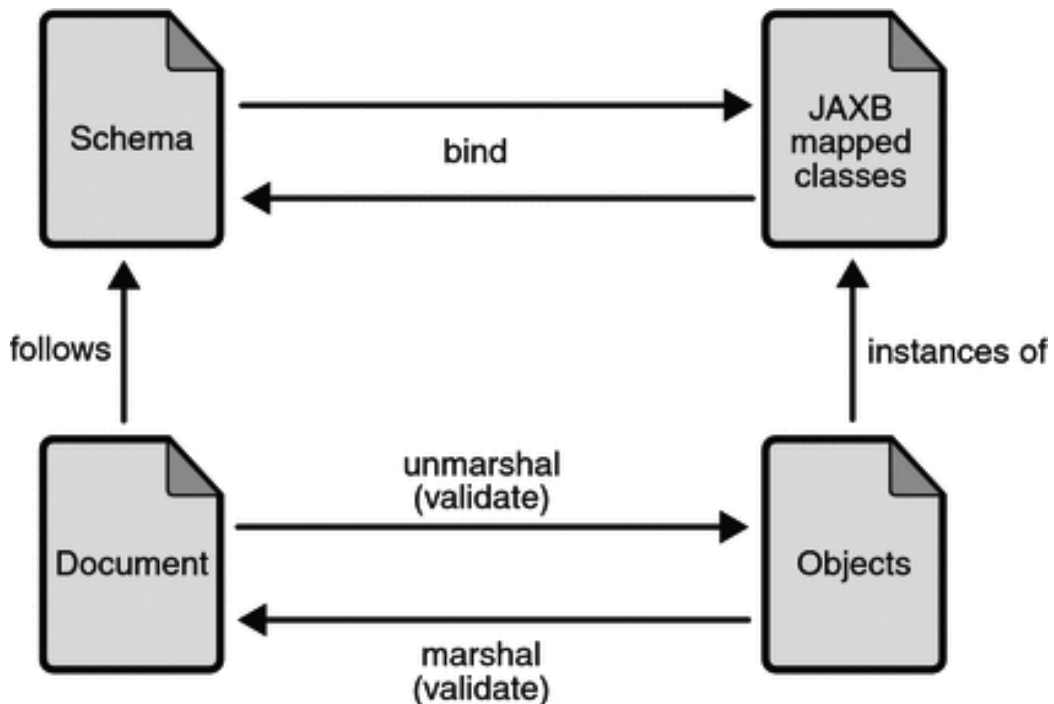 Schema
bind
JAXB
mapped
classes
follows
instances of
Document
unmarshal
(validate)
Objects
marshal
(validate)